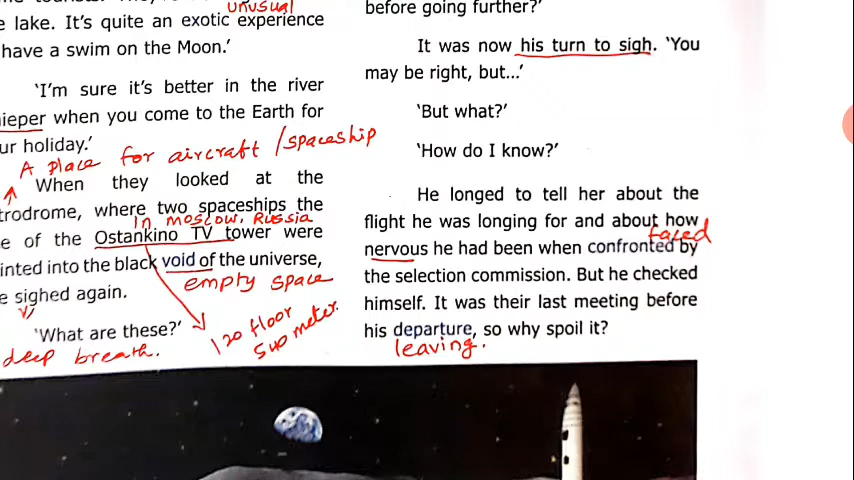 unusual
e lake. It's quite an exotic experience
have a swim on the Moon.'
'I'm sure it's better in the river
ieper when you come to the Earth for
ur holiday.'
A place for aircraft /spaceship
When they looked at the
trodrome, where two spaceships the
In moscow, Russia
e of the Ostankino TV tower were
inted into the black void of the universe,
empty space
e sighed again.
'What are these?'
deep breath.
120 floor
meter.
before going further?'
It was now his turn to sigh. 'You
may be right, but...'
'But what?'
'How do I know?'
He longed to tell her about the
flight he was longing for and about how
faced
nervous he had been when confronted by
the selection commission. But he checked
himself. It was their last meeting before
his departure, so why spoil it?
leaving.